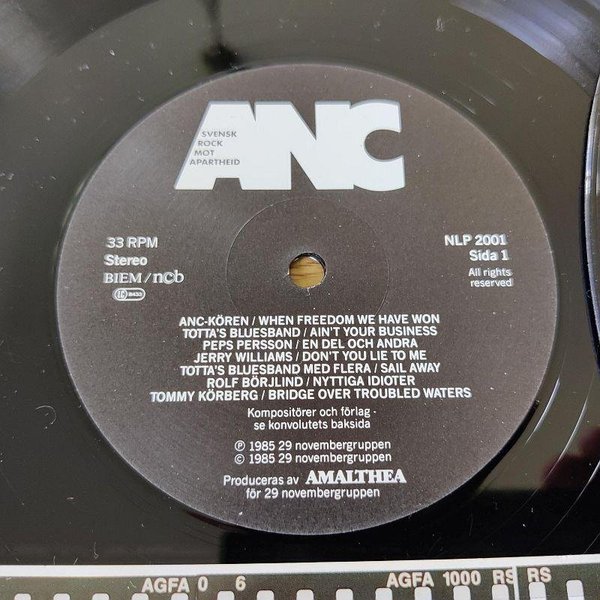 ANC
SVENSK
ROCK
MOT
APARTHEID
33 RPM
Stereo
BIEM / ncb
NLP 2001
Sida 1
All rights
reserved
ANC-KÖREN / WHEN FREEDOM WE HAVE WON
TOTTA'S BLUESBAND / AIN'T YOUR BUSINESS
PEPS PERSSON / EN DEL OCH ANDRA
JERRY WILLIAMS / DON'T YOU LIE TO ME
TOTTA'S BLUESBAND MED FLERA / SAIL AWAY
ROLF BÖRJLIND / NYTTIGA IDIOTER
TOMMY KÖRBERG / BRIDGE OVER TROUBLED WATERS
Kompositörer och förlag -
se konvolutets baksida
Ⓟ 1985 29 novembergruppen
© 1985 29 novembergruppen
Produceras av AMALTHEA
för 29 novembergruppen
AGFA 0 6 AGFA 1000 RS RS